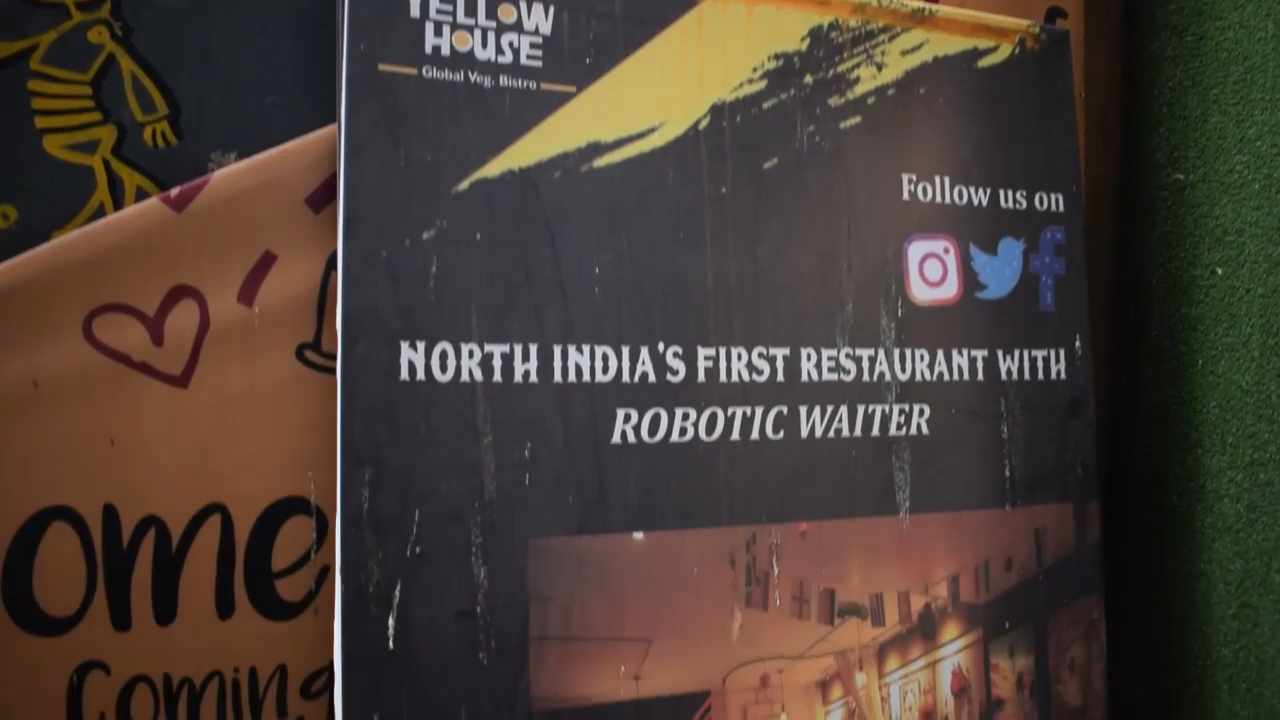 YELLOW
HOUSE
Global Veg. Bistro
Follow us on
NORTH INDIA'S FIRST RESTAURANT WITH
ROBOTIC WAITER
ome
Coming